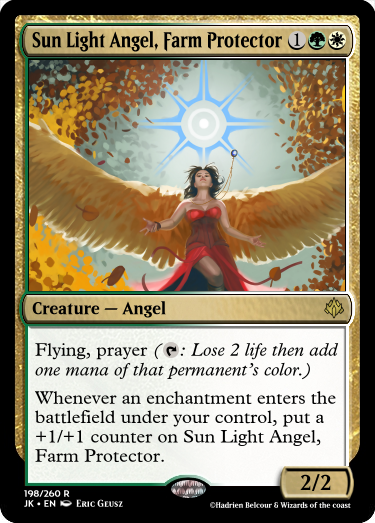 Sun Light Angel, Farm Protector 1
Creature — Angel
Flying, prayer ( : Lose 2 life then add
one mana of that permanent's color.)
Whenever an enchantment enters the
battlefield under your control, put a
+1/+1 counter on Sun Light Angel,
Farm Protector.
2/2
198/260 R
JK • EN Eric Geusz
©Hadrien Belcour & Wizards of the coast